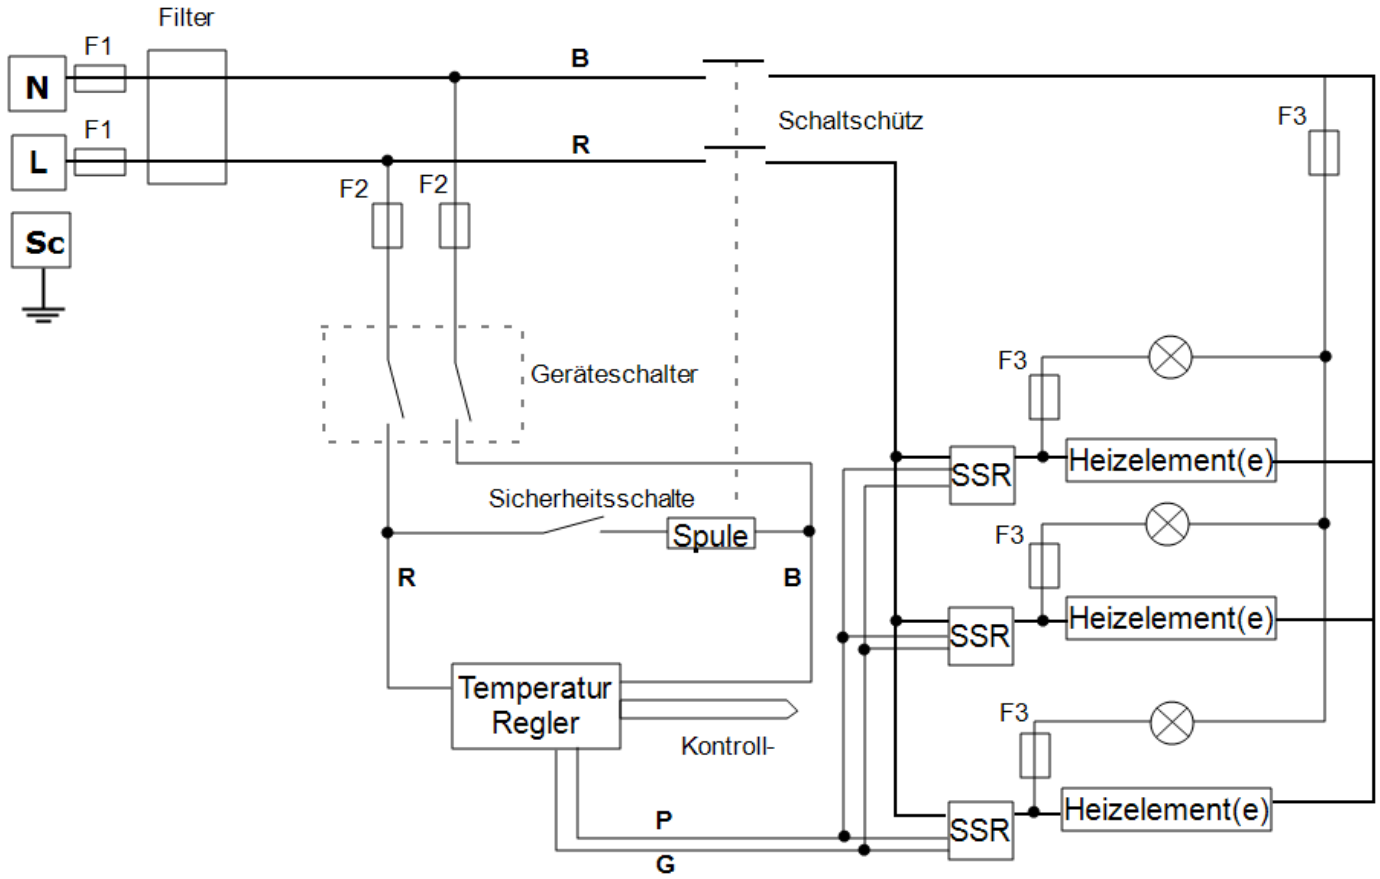 Filter
F1
N
B
F1
L
R
Schaltschütz
F3
F2
F2
Sc
Geräteschalter
F3
SSR
Heizelement(e)
Sicherheitsschalte
Spule
R
B
F3
SSR
Heizelement(e)
Temperatur
Regler
Kontroll-
F3
SSR
Heizelement(e)
P
G